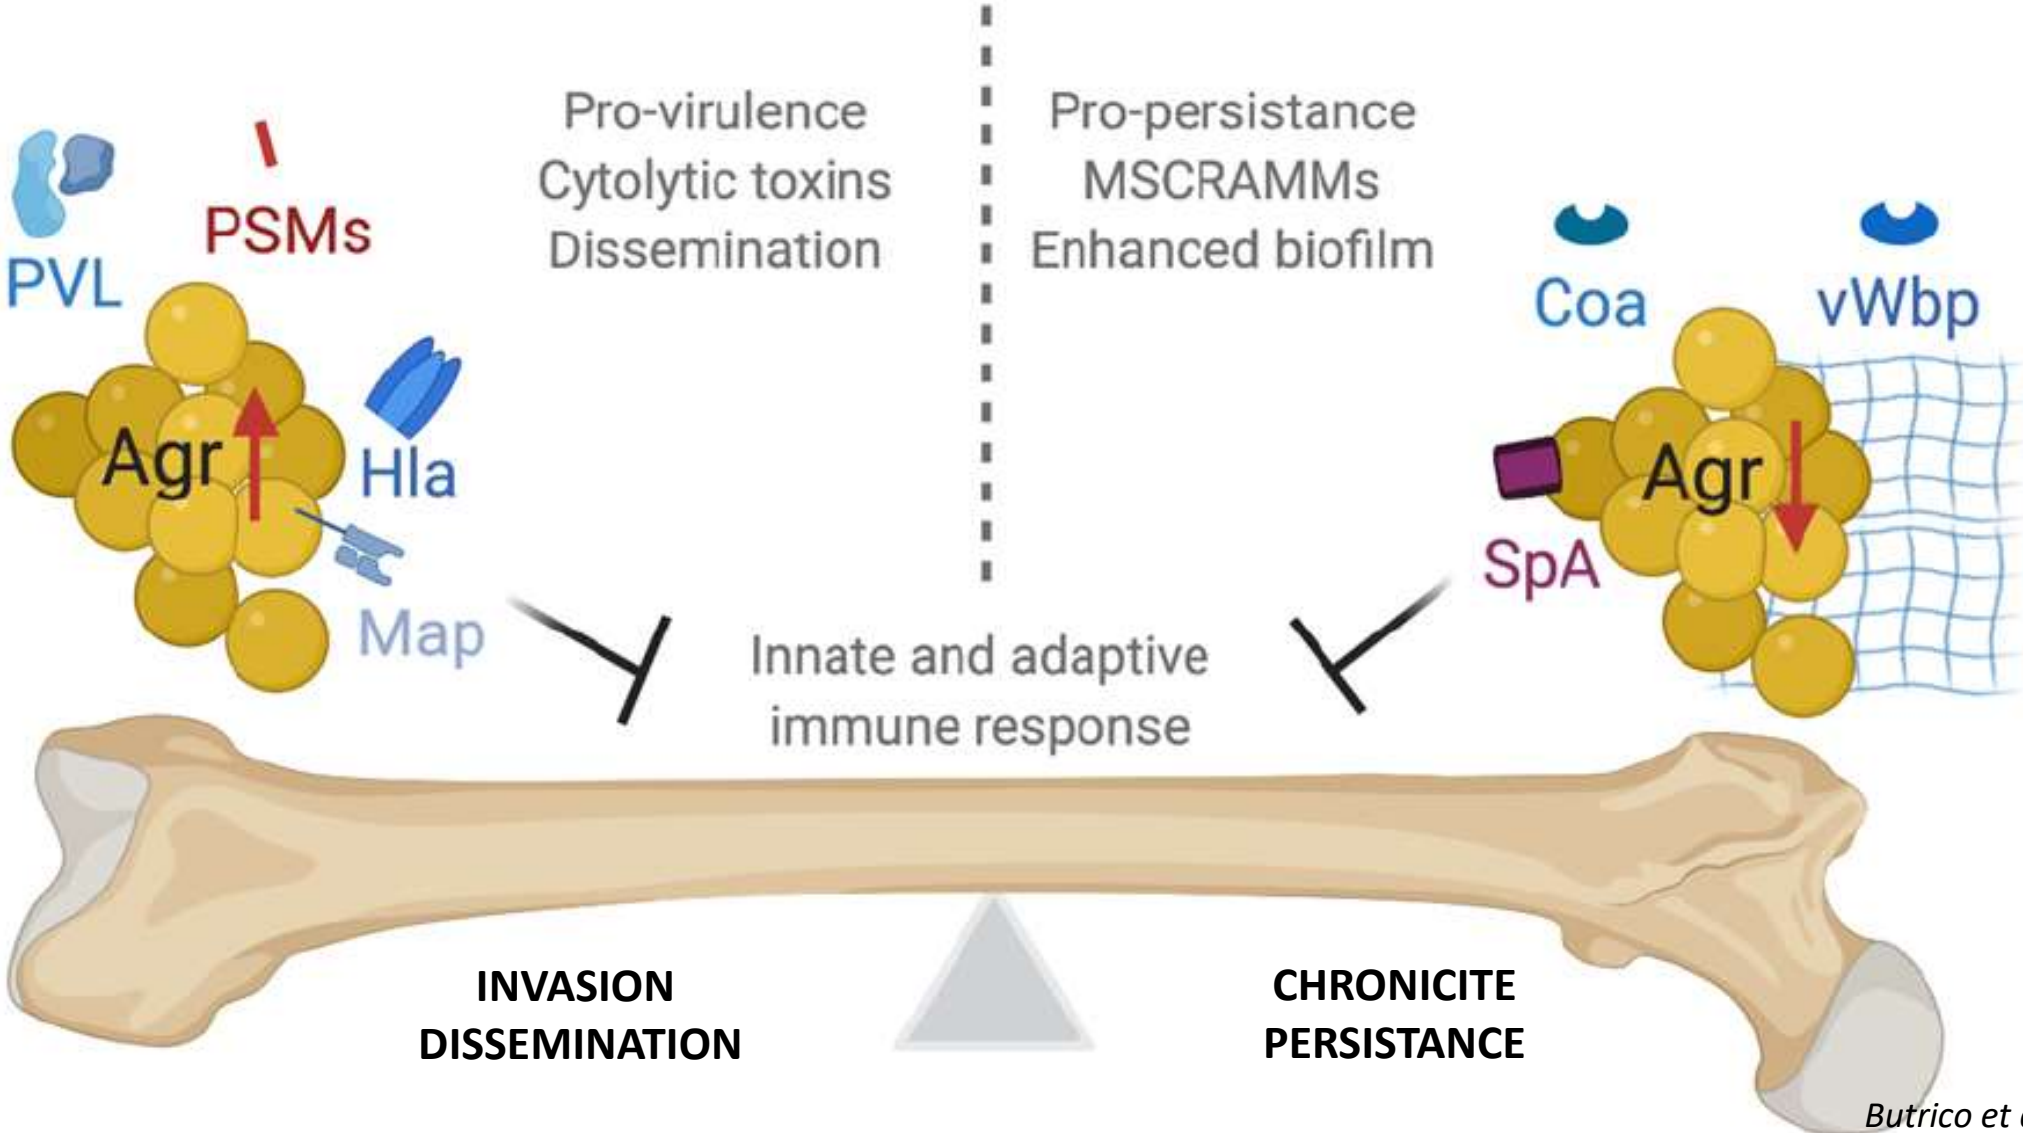 Pro-virulence
Cytolytic toxins
Dissemination
Pro-persistance
MSCRAMMs
Enhanced biofilm
PVL
PSMs
Agr
Hla
Map
Coa
vWbp
Agr
SpA
Innate and adaptive
immune response
INVASION
DISSEMINATION
CHRONICITE
PERSISTANCE
Butrico et